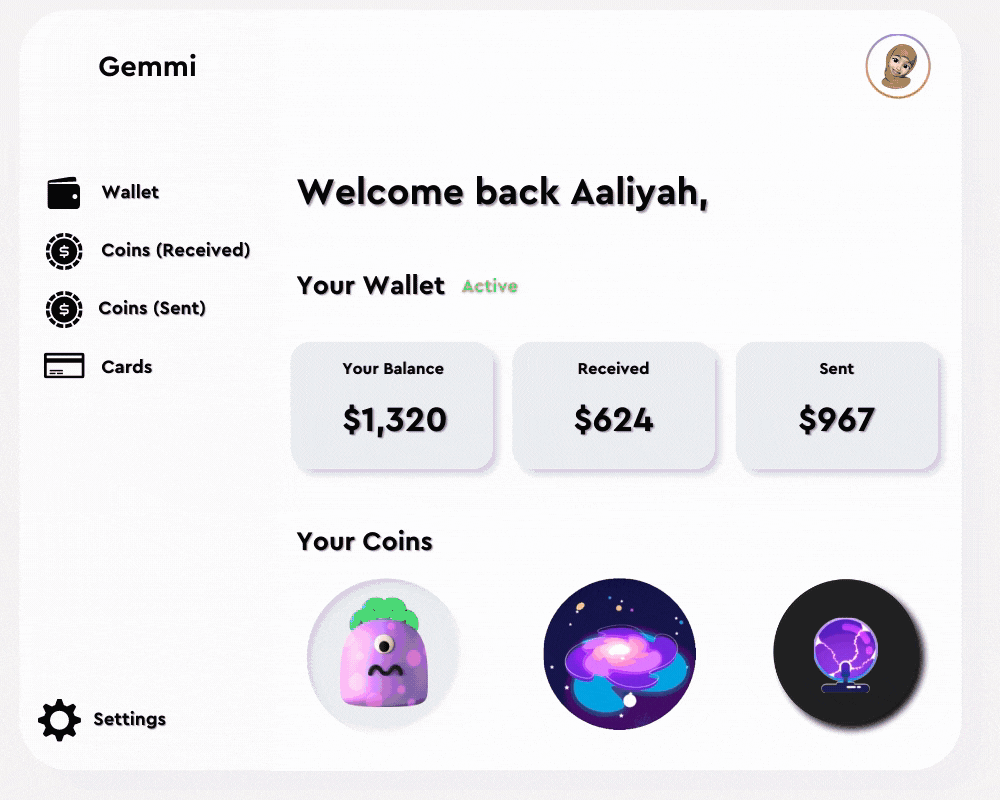 Gemmi
Wallet
Coins (Received)
Coins (Sent)
Cards
Settings
Welcome back Aaliyah,
Your Wallet Active
Your Balance
$1,320
Received
$624
Sent
$967
Your Coins